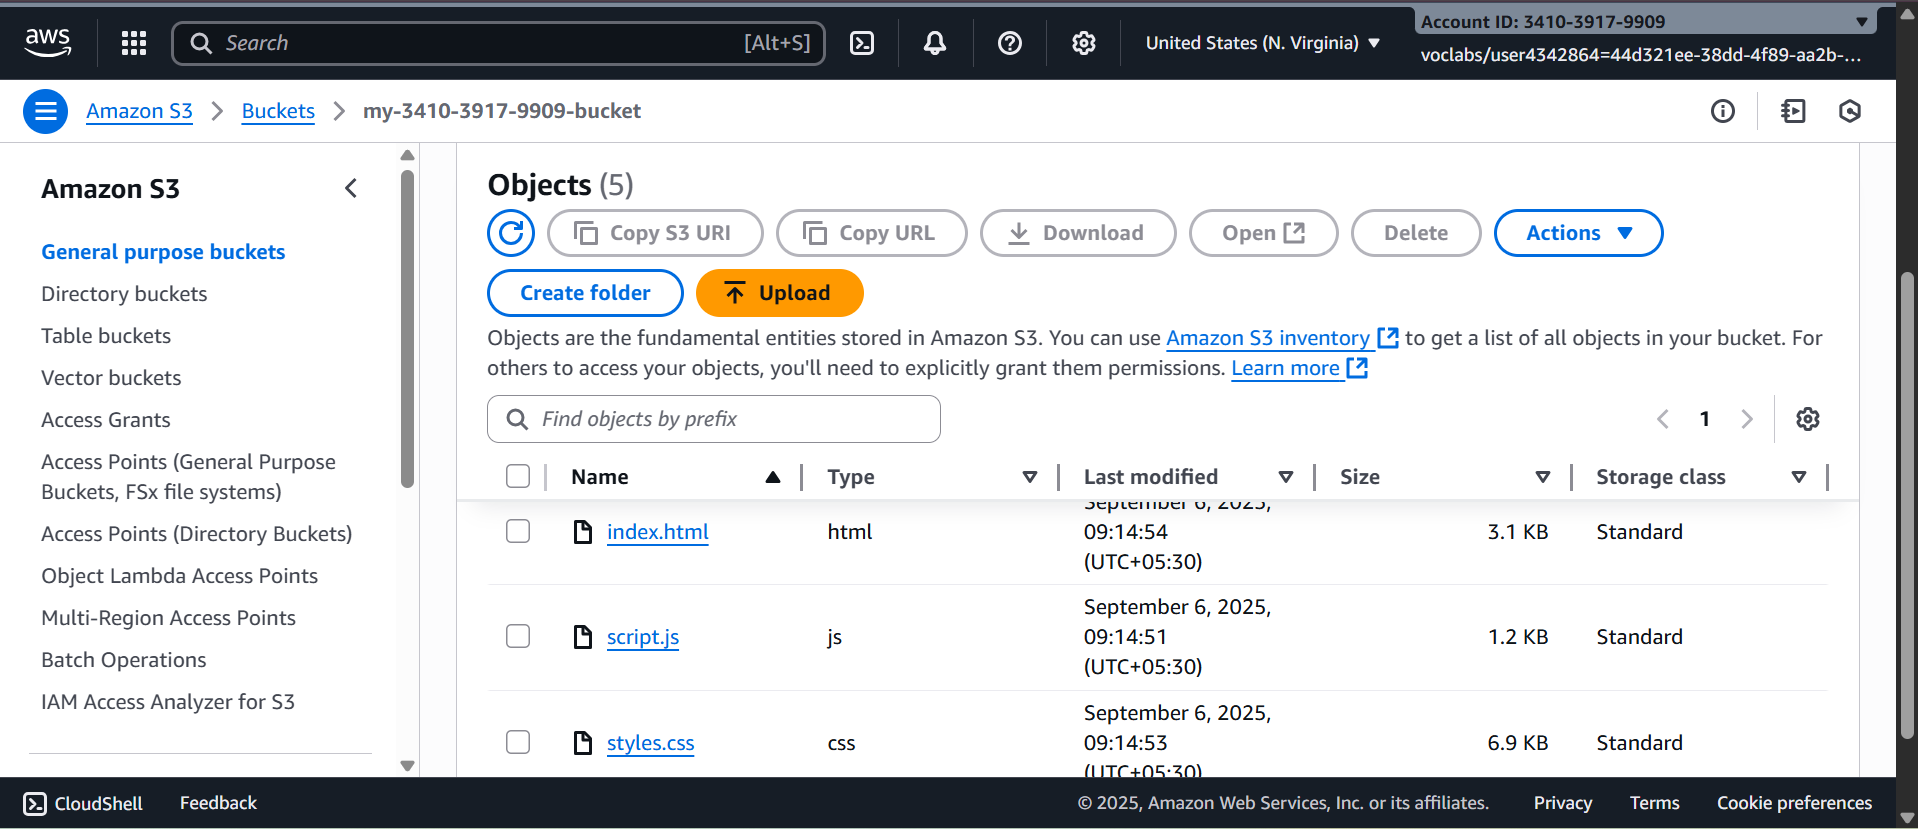 aws
Search [Alt+S]
United States (N. Virginia)
Account ID: 3410-3917-9909
voclabs/user4342864=44d321ee-38dd-4f89-aa2b-...
Amazon S3 > Buckets > my-3410-3917-9909-bucket
Amazon S3
General purpose buckets
Directory buckets
Table buckets
Vector buckets
Access Grants
Access Points (General Purpose
Buckets, FSx file systems)
Access Points (Directory Buckets)
Object Lambda Access Points
Multi-Region Access Points
Batch Operations
IAM Access Analyzer for S3
Objects (5)
Copy S3 URI Copy URL Download Open Delete Actions
Create folder Upload
Objects are the fundamental entities stored in Amazon S3. You can use Amazon S3 inventory to get a list of all objects in your bucket. For
others to access your objects, you'll need to explicitly grant them permissions. Learn more
Find objects by prefix
1
Name Type Last modified Size Storage class
September 6, 2025,
index.html html 09:14:54 3.1 KB Standard
(UTC+05:30)
September 6, 2025,
script.js js 09:14:51 1.2 KB Standard
(UTC+05:30)
September 6, 2025,
styles.css css 09:14:53 6.9 KB Standard
(UTC+05:30)
CloudShell Feedback © 2025, Amazon Web Services, Inc. or its affiliates. Privacy Terms Cookie preferences